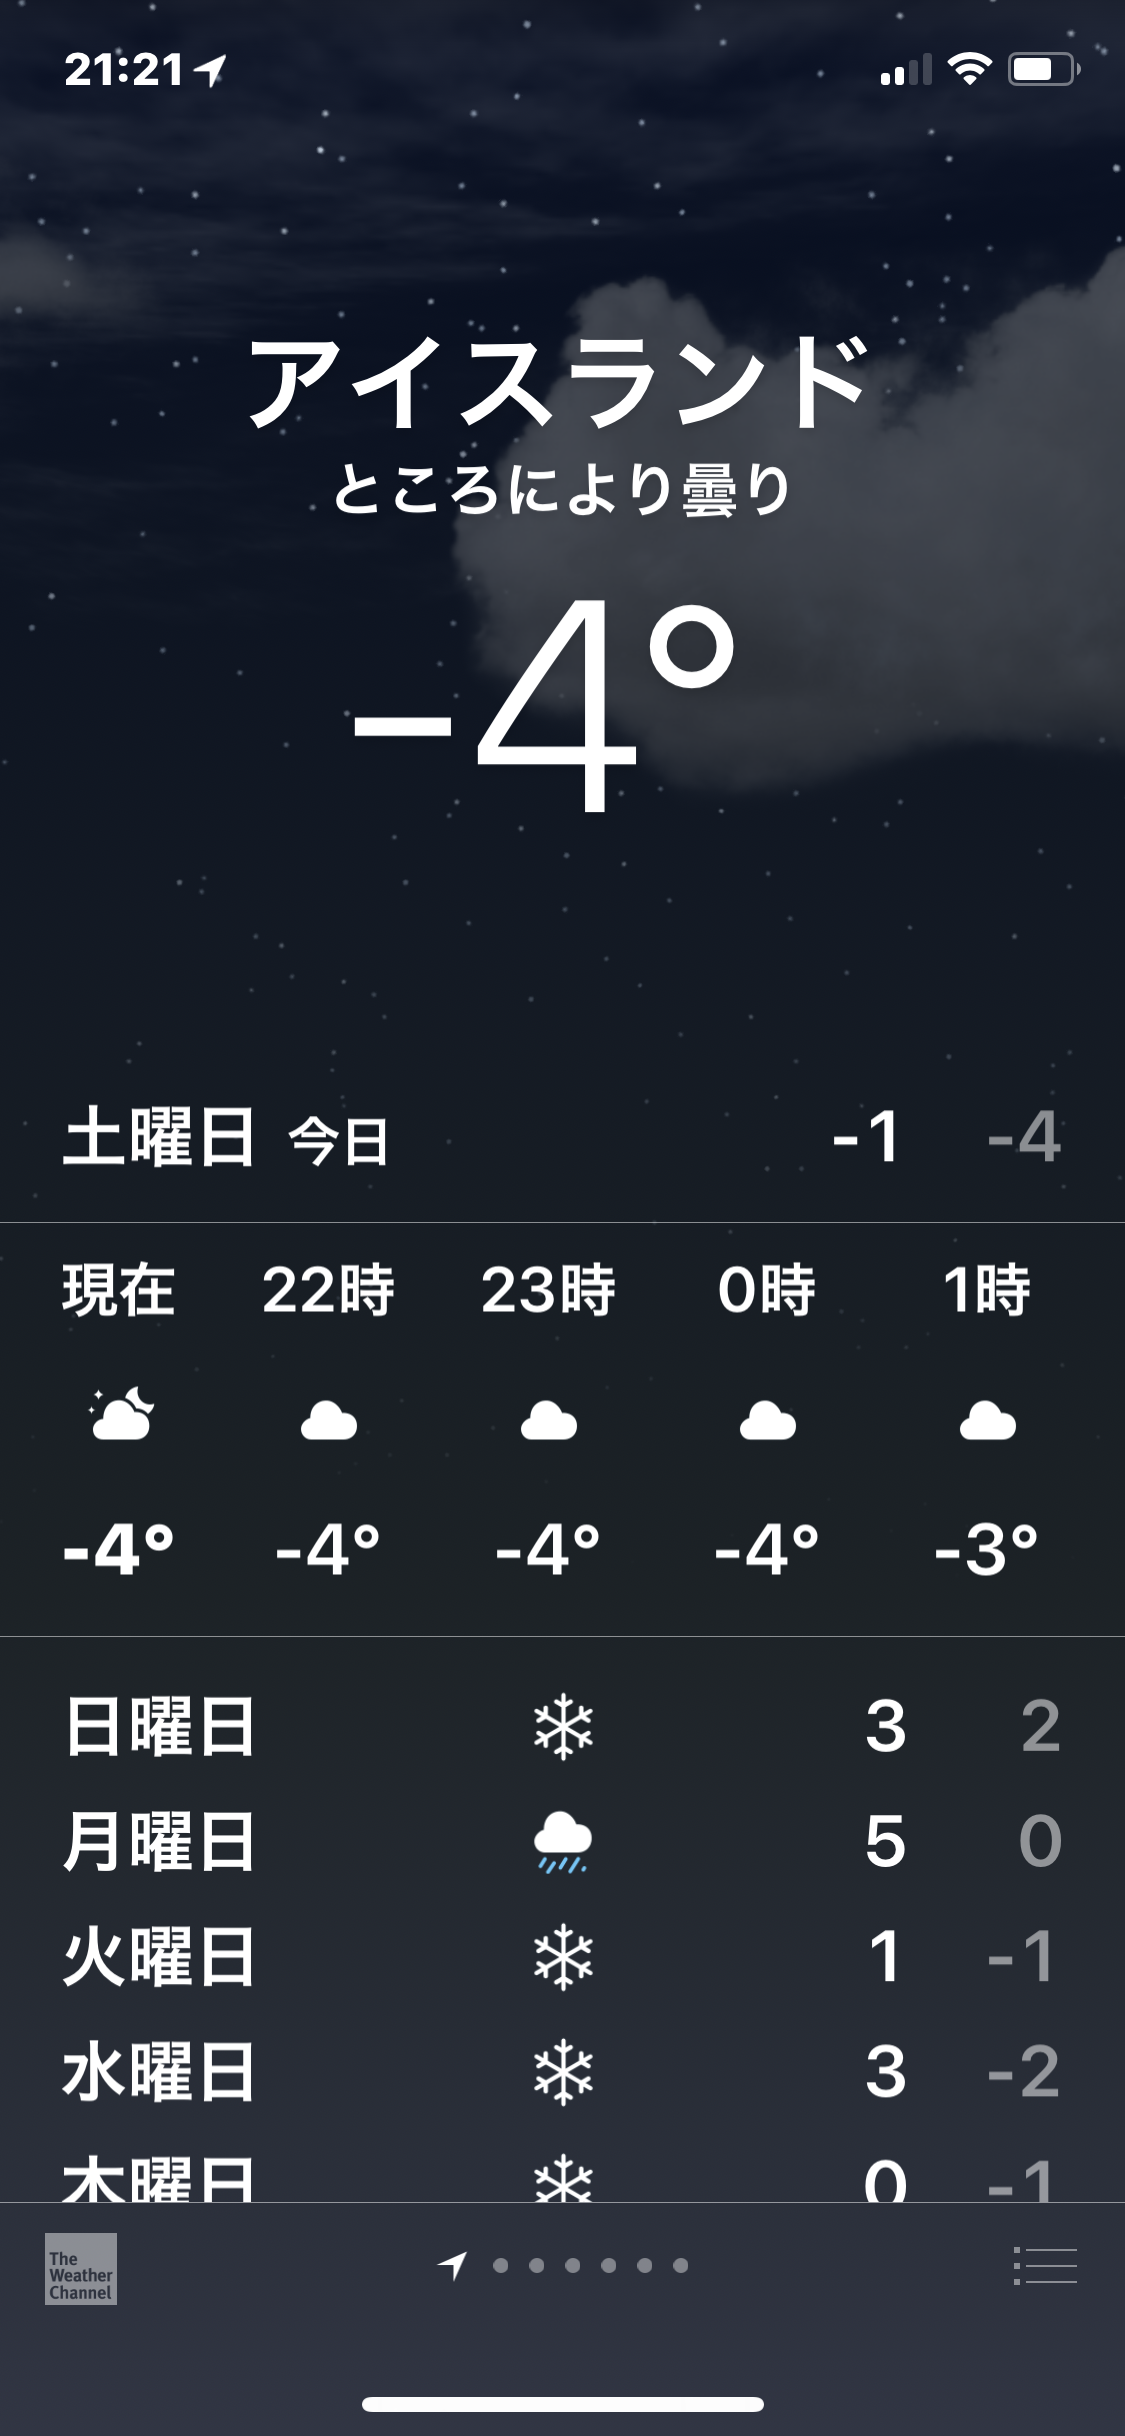 21:21
アイスランド
ところにより曇り
-4°
土曜日 今日 -1 -4
現在 22時 23時 0時 1時
-4° -4° -4° -4° -3°
日曜日 3 2
月曜日 5 0
火曜日 1 -1
水曜日 3 -2
木曜日 0 -1
The
Weather
Channel